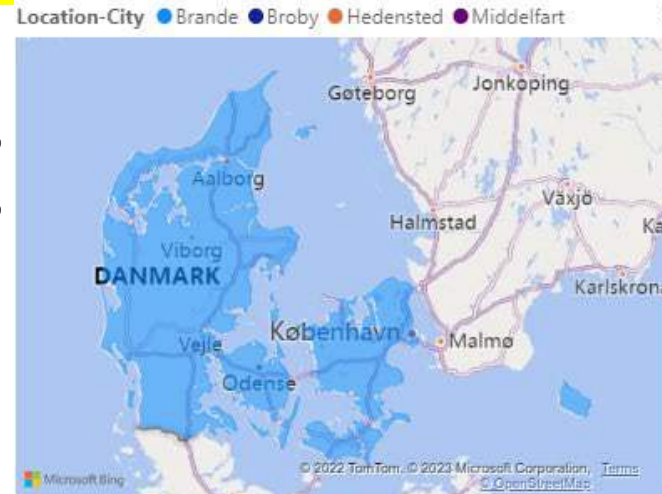 Location-City Brande Broby Hedensted Middelfart
Gøteborg
Jonkoping
Aalborg
Växjö
Halmstad
Ka
Viborg
DANMARK
Karlskrona
København
Malmø
Vejle
Odense
© 2022 TomTom, © 2023 Microsoft Corporation, Terms
© OpenStreetMap
Microsoft Bing